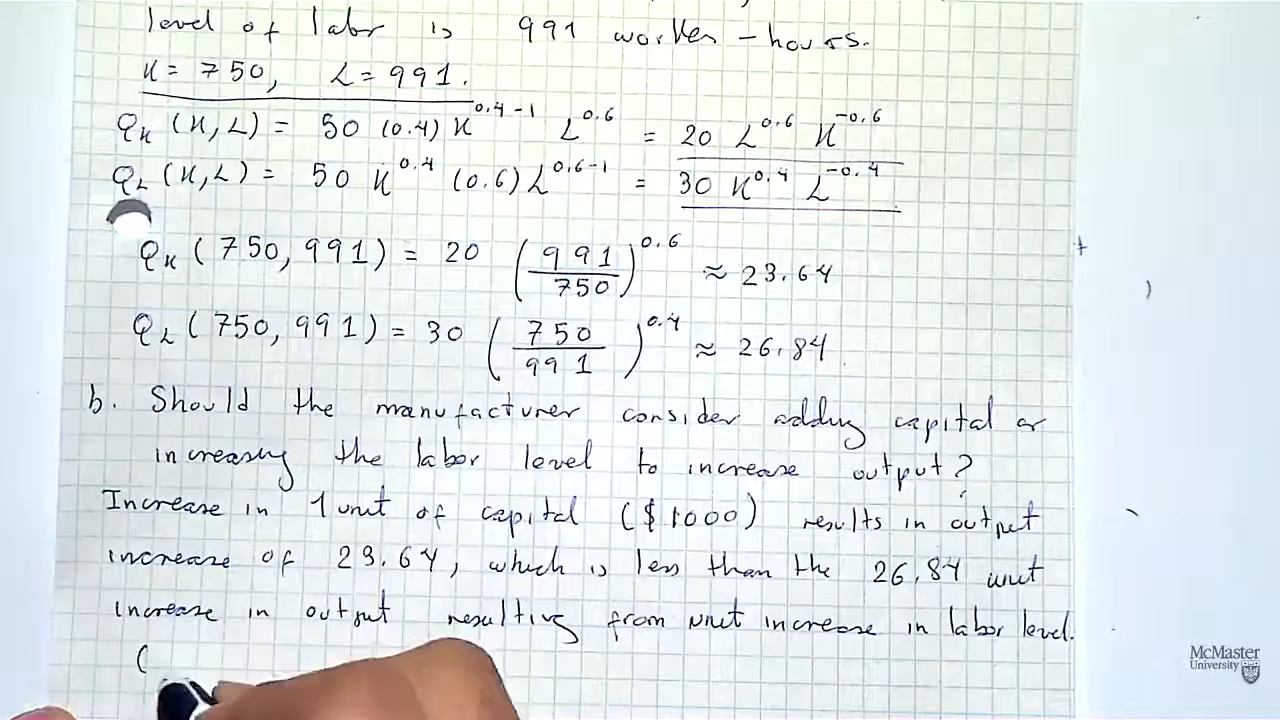 level of labor is 991 worker-hours.
K = 750, L = 991.
Q_K (K,L) = 50 (0.4) K^{0.4-1} L^{0.6} = 20 L^{0.6} K^{-0.6}
Q_L (K,L) = 50 K^{0.4} (0.6) L^{0.6-1} = 30 K^{0.4} L^{-0.4}
Q_K (750, 991) = 20 (991/750)^{0.6} ≈ 23.64
Q_L (750, 991) = 30 (750/991)^{0.4} ≈ 26.84
b. Should the manufacturer consider adding capital or
increasing the labor level to increase output?
Increase in 1 unit of capital ($1000) results in output
increase of 23.64, which is less than the 26.84 unit
increase in output resulting from unit increase in labor level.
(
McMaster
University